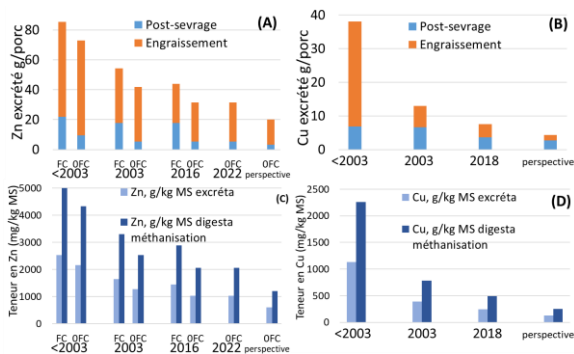 (A)
Zn excrété g/porc
80
60
40
20
0
Post-sevrage
Engraissement
FC 0FC FC 0FC FC 0FC 0FC 0FC
<2003 2003 2016 2022 perspective
(B)
Cu excrété g/porc
40
30
20
10
0
Post-sevrage
Engraissement
<2003 2003 2018 perspective
(C)
Teneur en Zn (mg/kg MS)
5000
4000
3000
2000
1000
0
Zn, g/kg MS excréta
Zn, g/kg MS digesta
méthanisation
FC 0FC FC 0FC FC 0FC 0FC 0FC
<2003 2003 2016 2022 perspective
(D)
Teneur en Cu (mg/kg MS)
2500
2000
1500
1000
500
0
Cu, g/kg MS excréta
Cu, g/kg MS digesta
méthanisation
<2003 2003 2018 perspective